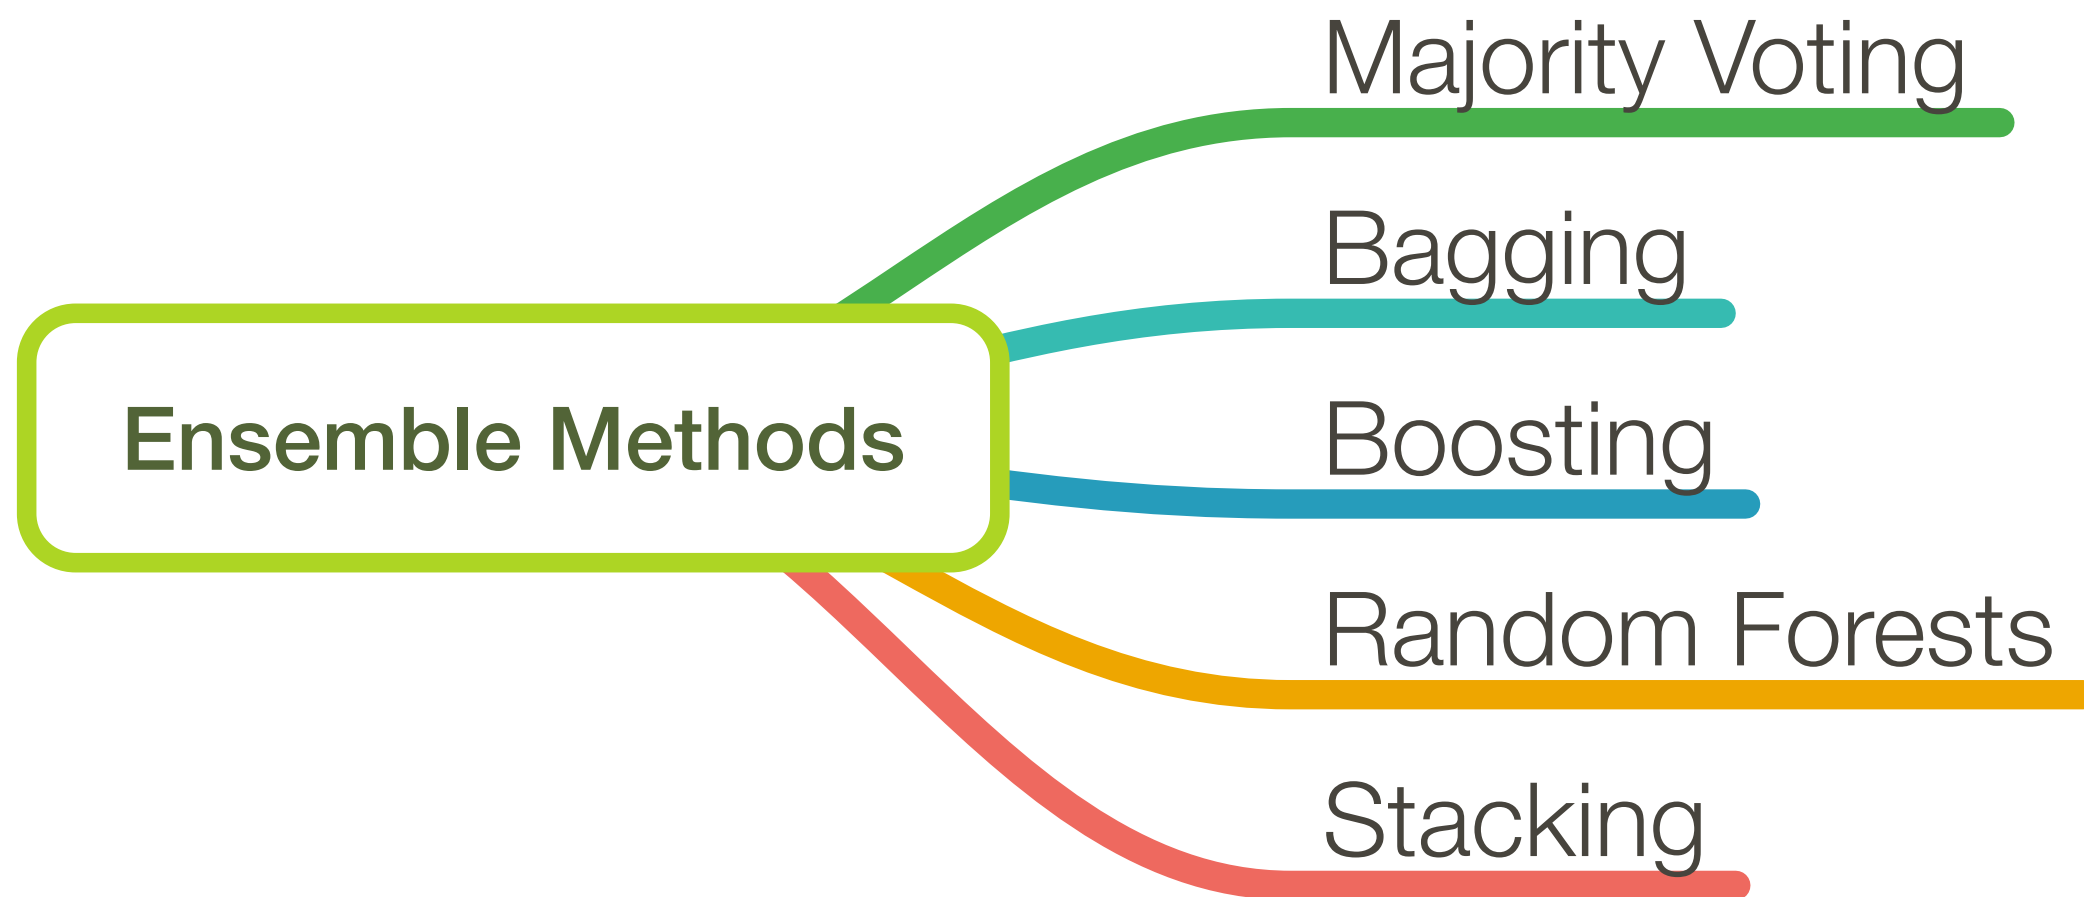 Majority Voting
Bagging
Boosting
Ensemble Methods
Random Forests
Stacking